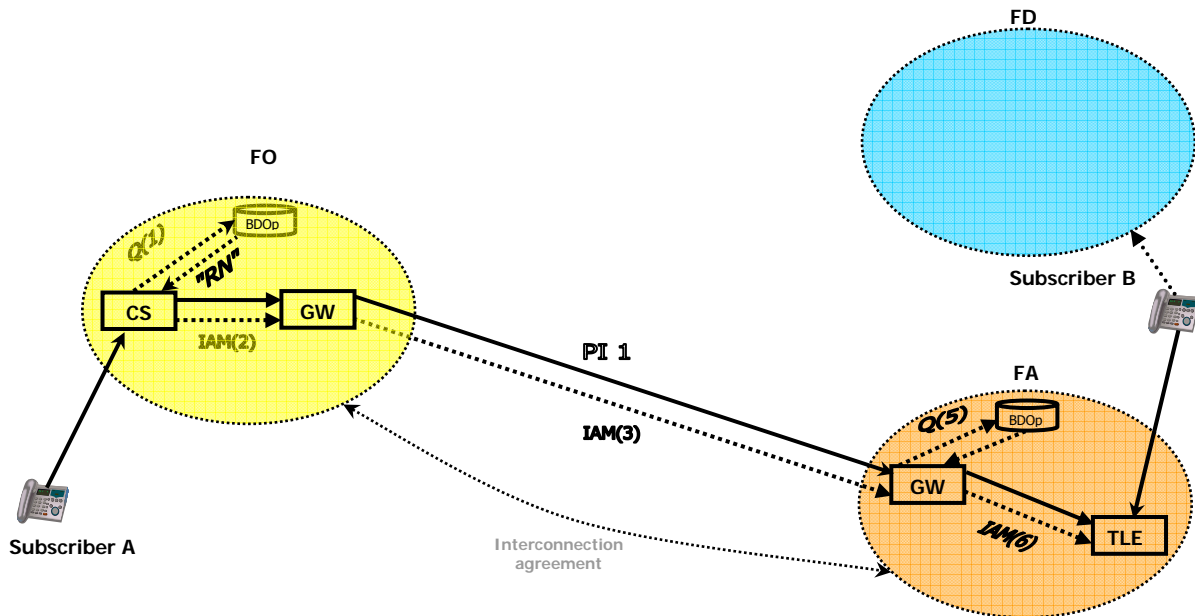 FD
FO
BDOp
Q(1)
"RN"
Subscriber B
CS
GW
IAM(2)
PI 1
FA
IAM(3)
Q(5)
BDOp
GW
IAM(6)
TLE
Subscriber A
Interconnection
agreement